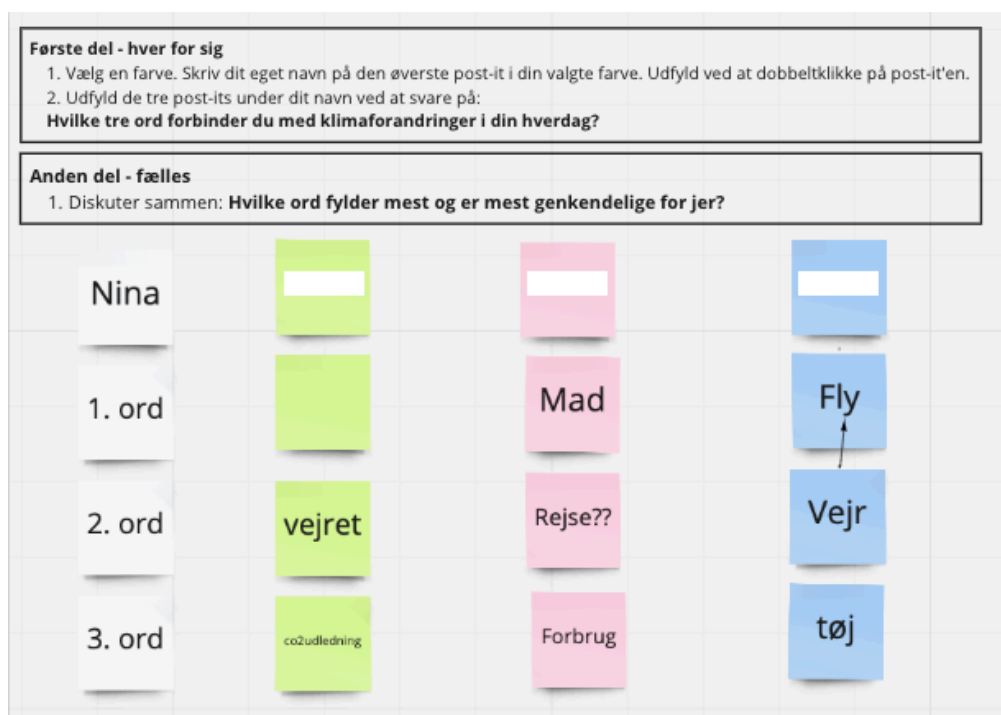 Første del - hver for sig
1. Vælg en farve. Skriv dit eget navn på den øverste post-it i din valgte farve. Udfyld ved at dobbeltklikke på post-it'en.
2. Udfyld de tre post-its under dit navn ved at svare på:
Hvilke tre ord forbinder du med klimaforandringer i din hverdag?
Anden del - fælles
1. Diskuter sammen: Hvilke ord fylder mest og er mest genkendelige for jer?
Nina
1. ord
Mad
Fly
2. ord
vejret
Rejse??
Vejr
3. ord
co2udledning
Forbrug
tøj